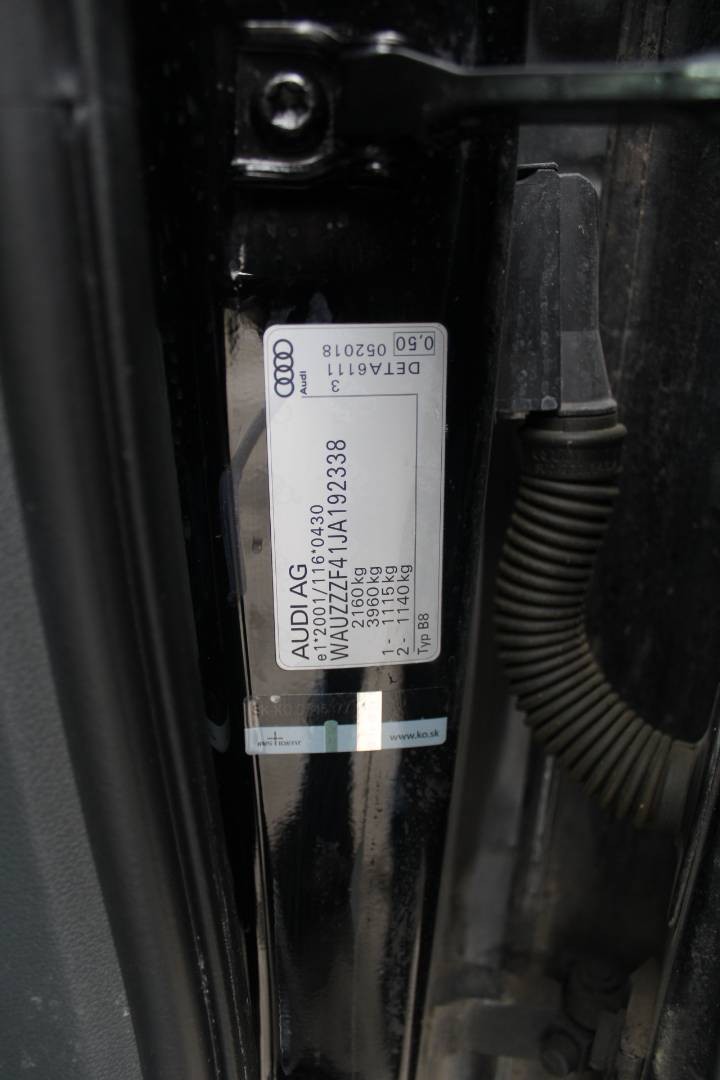 Audi
3
DETA6111
052018 0,50
AUDI AG
e1*2001/116*0430
WAUZZZF41JA192338
2160 kg
3960 kg
1 - 1115 kg
2 - 1140 kg
Typ B8
www.ko.sk